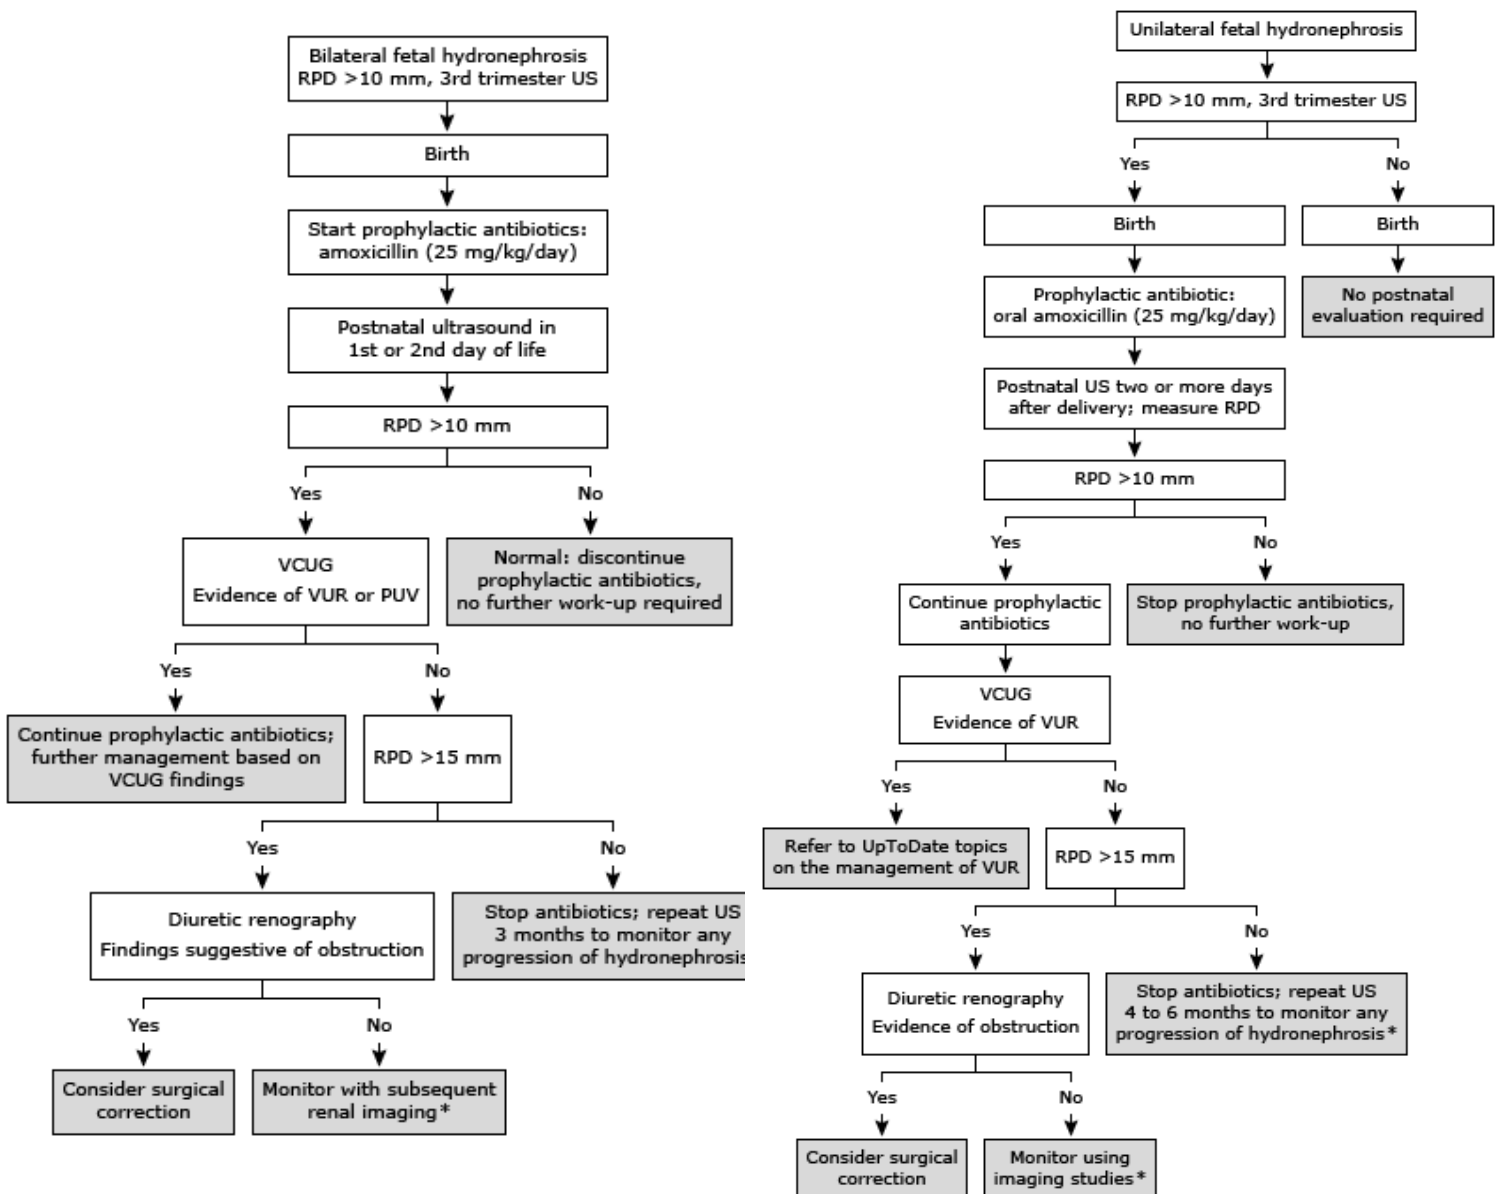 Bilateral fetal hydronephrosis
RPD >10 mm, 3rd trimester US
Birth
Start prophylactic antibiotics:
amoxicillin (25 mg/kg/day)
Postnatal ultrasound in
1st or 2nd day of life
RPD >10 mm
Yes
No
VCUG
Evidence of VUR or PUV
Normal: discontinue
prophylactic antibiotics,
no further work-up required
Yes
No
Continue prophylactic antibiotics;
further management based on
VCUG findings
RPD >15 mm
Yes
No
Diuretic renography
Findings suggestive of obstruction
Stop antibiotics; repeat US
3 months to monitor any
progression of hydronephrosis
Yes
No
Consider surgical
correction
Monitor with subsequent
renal imaging*
Unilateral fetal hydronephrosis
RPD >10 mm, 3rd trimester US
Yes
No
Birth
Birth
Prophylactic antibiotic:
oral amoxicillin (25 mg/kg/day)
No postnatal
evaluation required
Postnatal US two or more days
after delivery; measure RPD
RPD >10 mm
Yes
No
Continue prophylactic
antibiotics
Stop prophylactic antibiotics,
no further work-up
VCUG
Evidence of VUR
Yes
No
Refer to UpToDate topics
on the management of VUR
RPD >15 mm
Yes
No
Diuretic renography
Evidence of obstruction
Stop antibiotics; repeat US
4 to 6 months to monitor any
progression of hydronephrosis*
Yes
No
Consider surgical
correction
Monitor using
imaging studies*